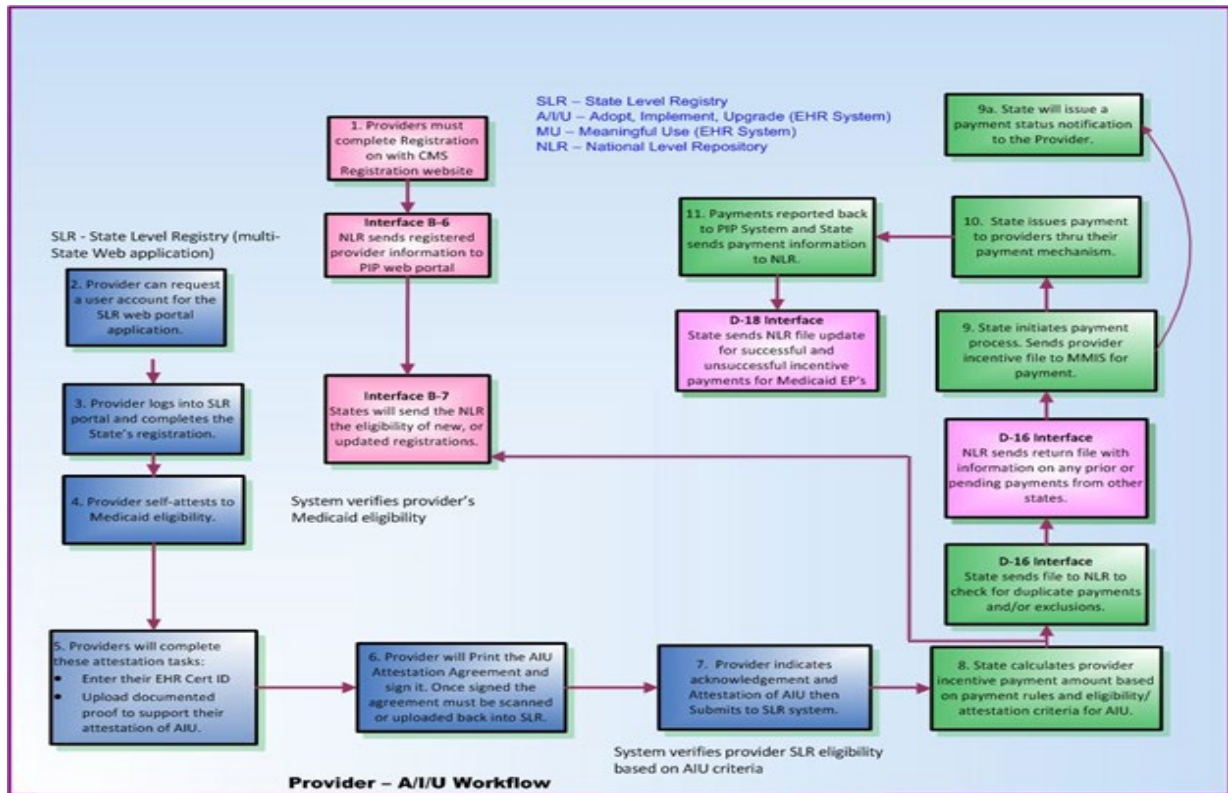 SLR – State Level Registry
A/I/U – Adopt, Implement, Upgrade (EHR System)
MU – Meaningful Use (EHR System)
NLR – National Level Repository
1. Providers must
complete Registration
on with CMS
Registration website
Interface B-6
NLR sends registered
provider information to
PIP web portal
Interface B-7
States will send the NLR
the eligibility of new, or
updated registrations.
System verifies provider's
Medicaid eligibility
SLR - State Level Registry (multi-
State Web application)
2. Provider can request
a user account for the
SLR web portal
application.
3. Provider logs into SLR
portal and completes the
State's registration.
4. Provider self-attests to
Medicaid eligibility.
5. Providers will complete
these attestation tasks:
• Enter their EHR Cert ID
• Upload documented
proof to support their
attestation of AIU.
6. Provider will Print the AIU
Attestation Agreement and
sign it. Once signed the
agreement must be scanned
or uploaded back into SLR.
7. Provider indicates
acknowledgement and
Attestation of AIU then
Submits to SLR system.
System verifies provider SLR eligibility
based on AIU criteria
8. State calculates provider
incentive payment amount
based on payment rules and eligibility/
attestation criteria for AIU.
D-16 Interface
State sends file to NLR to
check for duplicate payments
and/or exclusions.
D-16 Interface
NLR sends return file with
information on any prior or
pending payments from other
states.
9. State initiates payment
process. Sends provider
incentive file to MMIS for
payment.
9a. State will issue a
payment status notification
to the Provider.
10. State issues payment
to providers thru their
payment mechanism.
11. Payments reported back
to PIP System and State
sends payment information
to NLR.
D-18 Interface
State sends NLR file update
for successful and
unsuccessful incentive
payments for Medicaid EP's
Provider – A/I/U Workflow